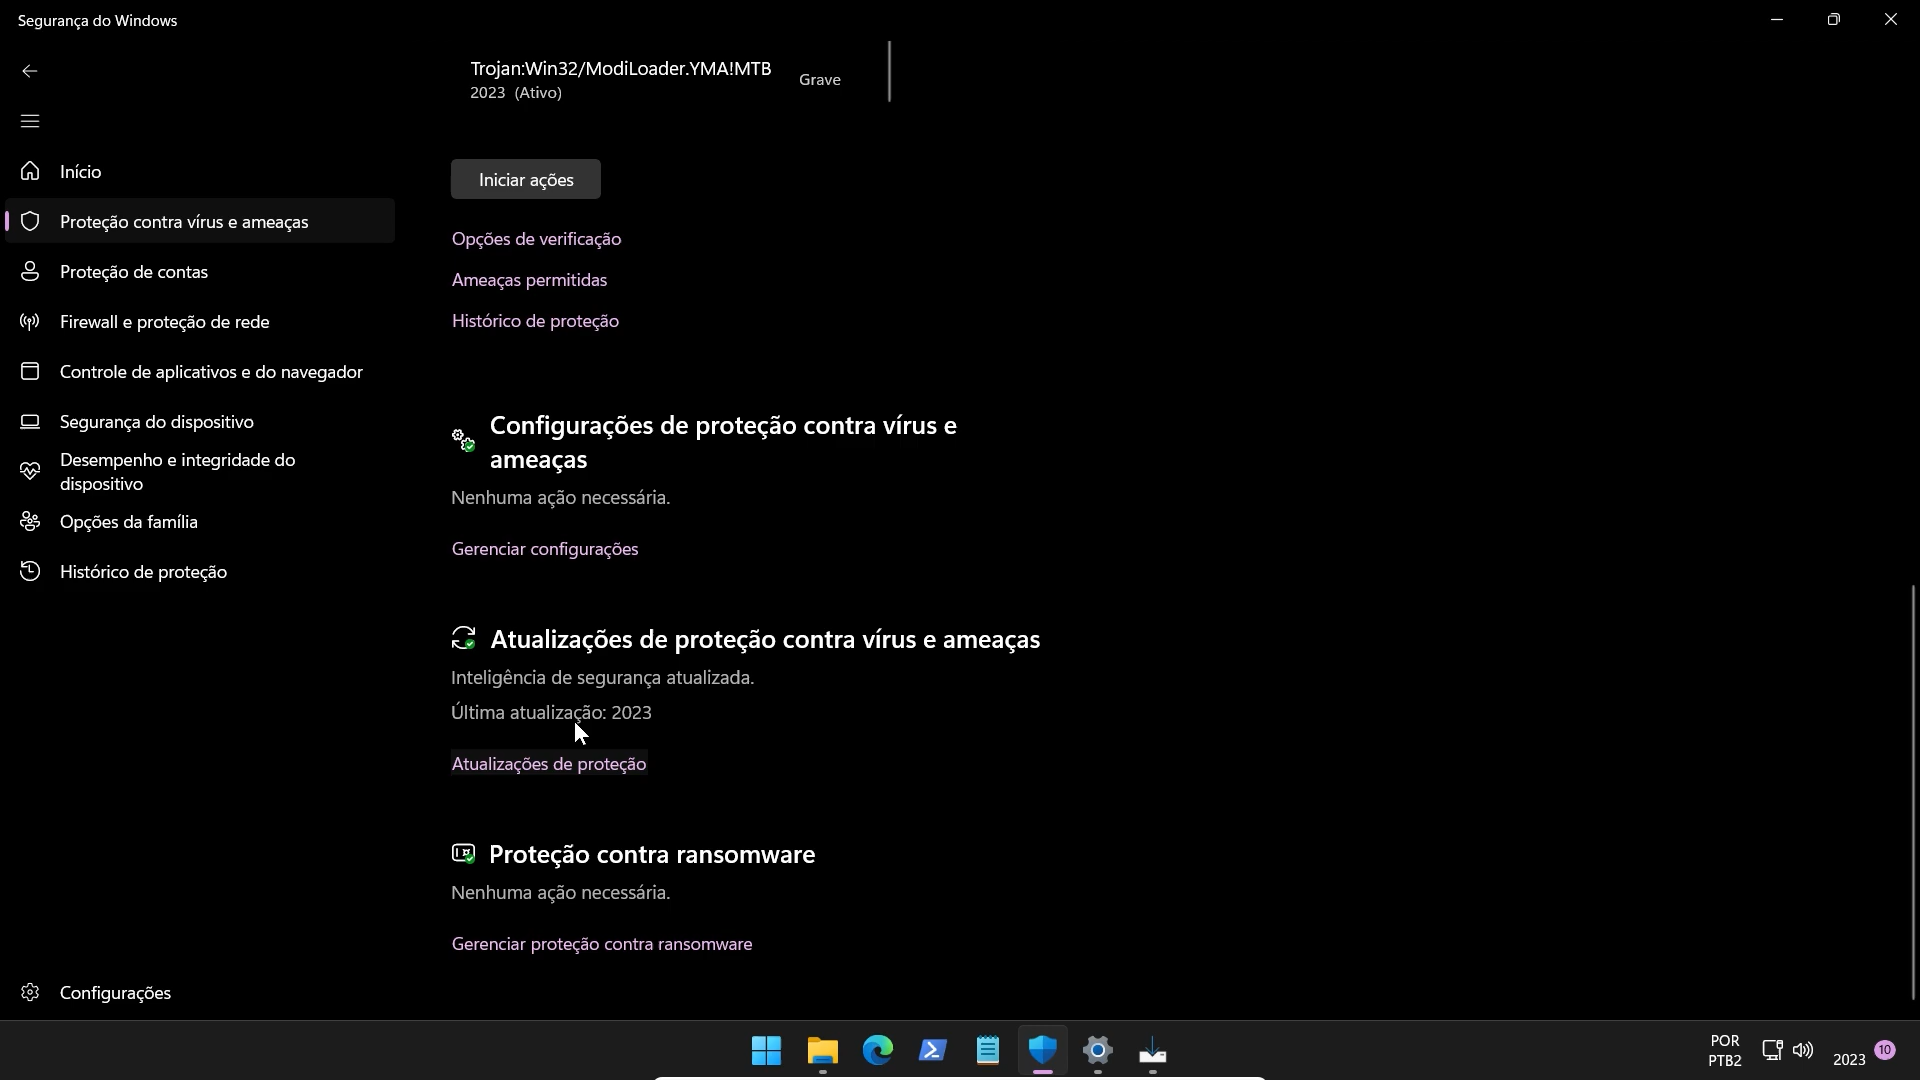 Segurança do Windows
Trojan:Win32/ModiLoader.YMA!MTB
Grave
2023 (Ativo)
Início
Proteção contra vírus e ameaças
Proteção de contas
Firewall e proteção de rede
Controle de aplicativos e do navegador
Segurança do dispositivo
Desempenho e integridade do
dispositivo
Opções da família
Histórico de proteção
Configurações
Iniciar ações
Opções de verificação
Ameaças permitidas
Histórico de proteção
Configurações de proteção contra vírus e
ameaças
Nenhuma ação necessária.
Gerenciar configurações
Atualizações de proteção contra vírus e ameaças
Inteligência de segurança atualizada.
Última atualização: 2023
Atualizações de proteção
Proteção contra ransomware
Nenhuma ação necessária.
Gerenciar proteção contra ransomware
POR
PTB2
2023
10